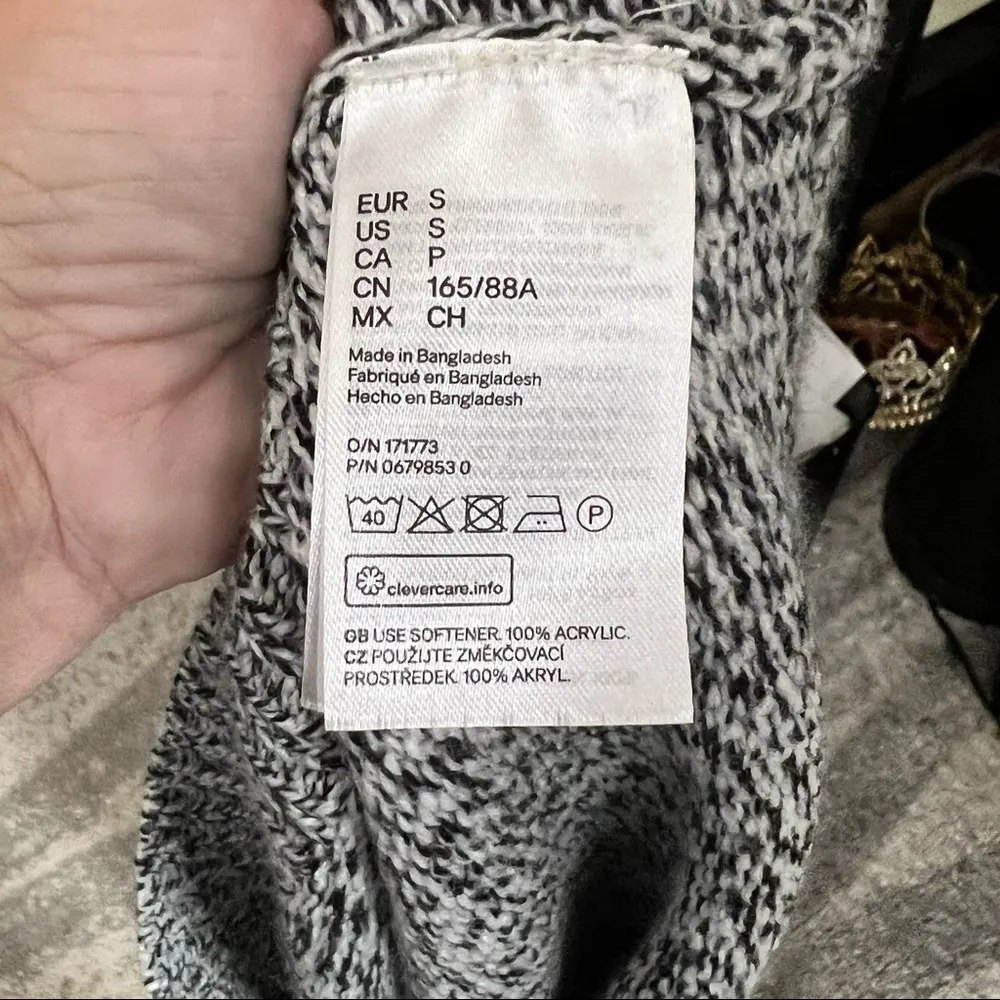 EUR S
US S
CA P
CN 165/88A
MX CH
Made in Bangladesh
Fabriqué en Bangladesh
Hecho en Bangladesh
O/N 171773
P/N 0679853 0
40 P
clevercare.info
GB USE SOFTENER. 100% ACRYLIC.
CZ POUŽIJTE ZMĚKČOVACÍ
PROSTŘEDEK. 100% AKRYL.